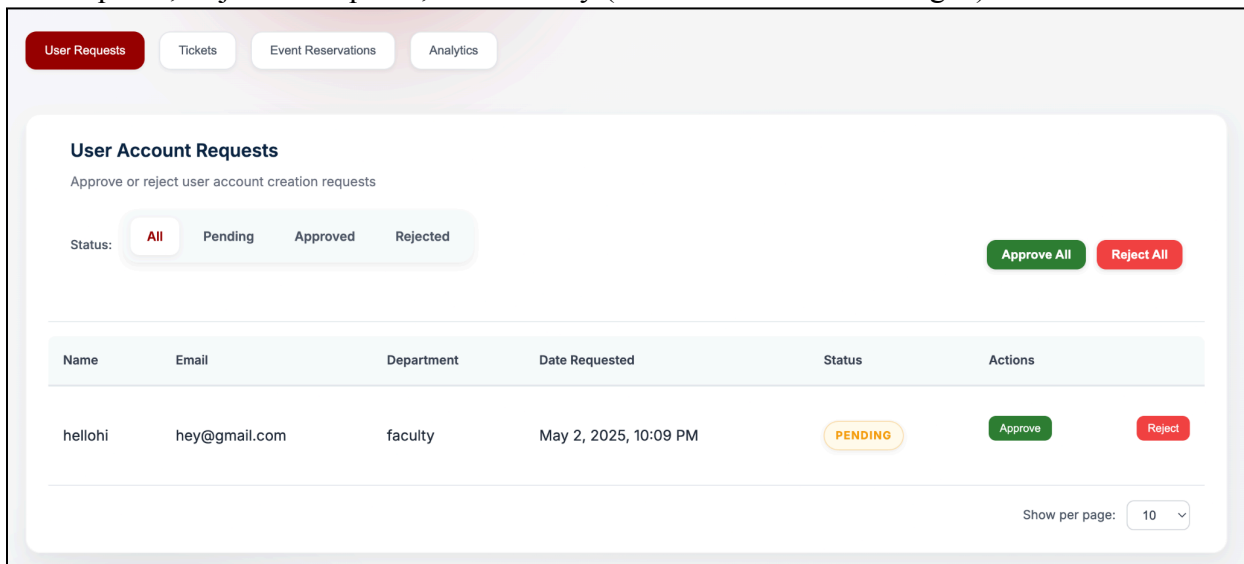 User Requests Tickets Event Reservations Analytics
User Account Requests
Approve or reject user account creation requests
Status: All Pending Approved Rejected
Approve All Reject All
Name Email Department Date Requested Status Actions
hellohi hey@gmail.com faculty May 2, 2025, 10:09 PM PENDING Approve Reject
Show per page: 10